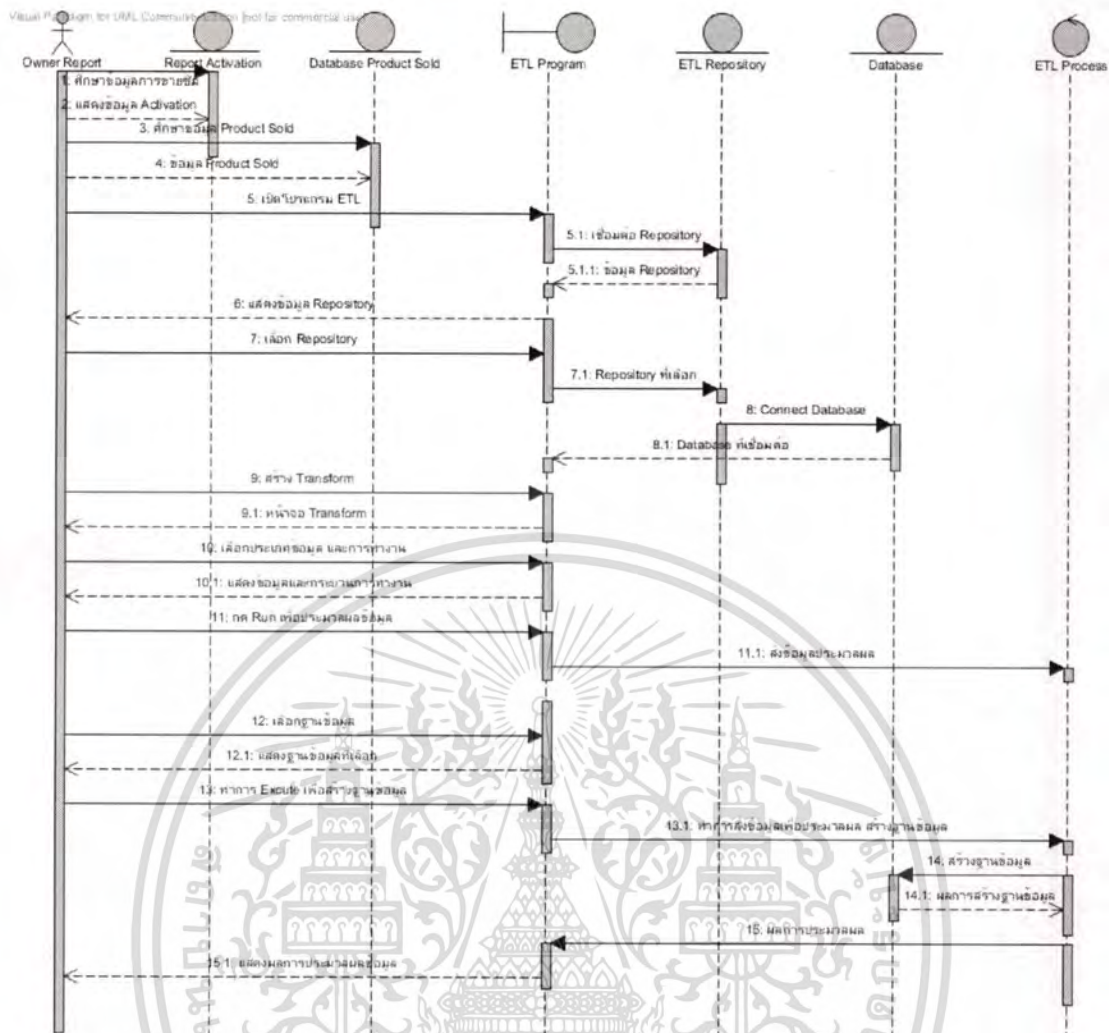 Visual Paradigm for UML Community Edition [not for commercial use]
Owner Report
Report Activation
Database Product Sold
ETL Program
ETL Repository
Database
ETL Process
1: ศึกษาข้อมูลการขายซิม
2: แสดงข้อมูล Activation
3: ศึกษาข้อมูล Product Sold
4: ข้อมูล Product Sold
5: เปิดโปรแกรม ETL
5.1: เชื่อมต่อ Repository
5.1.1: ข้อมูล Repository
6: แสดงข้อมูล Repository
7: เลือก Repository
7.1: Repository ที่เลือก
8: Connect Database
8.1: Database ที่เชื่อมต่อ
9: สร้าง Transform
9.1: หน้าจอ Transform
10: เลือกประเภทข้อมูล และการทำงาน
10.1: แสดงข้อมูลและกระบวนการทำงาน
11: กด Run เพื่อประมวลผลข้อมูล
11.1: ส่งข้อมูลประมวลผล
12: เลือกฐานข้อมูล
12.1: แสดงฐานข้อมูลที่เลือก
13: ทำการ Excute เพื่อสร้างฐานข้อมูล
13.1: ทำการส่งข้อมูลเพื่อประมวลผล สร้างฐานข้อมูล
14: สร้างฐานข้อมูล
14.1: ผลการสร้างฐานข้อมูล
15: ผลการประมวลผล
15.1: แสดงผลการประมวลผลข้อมูล